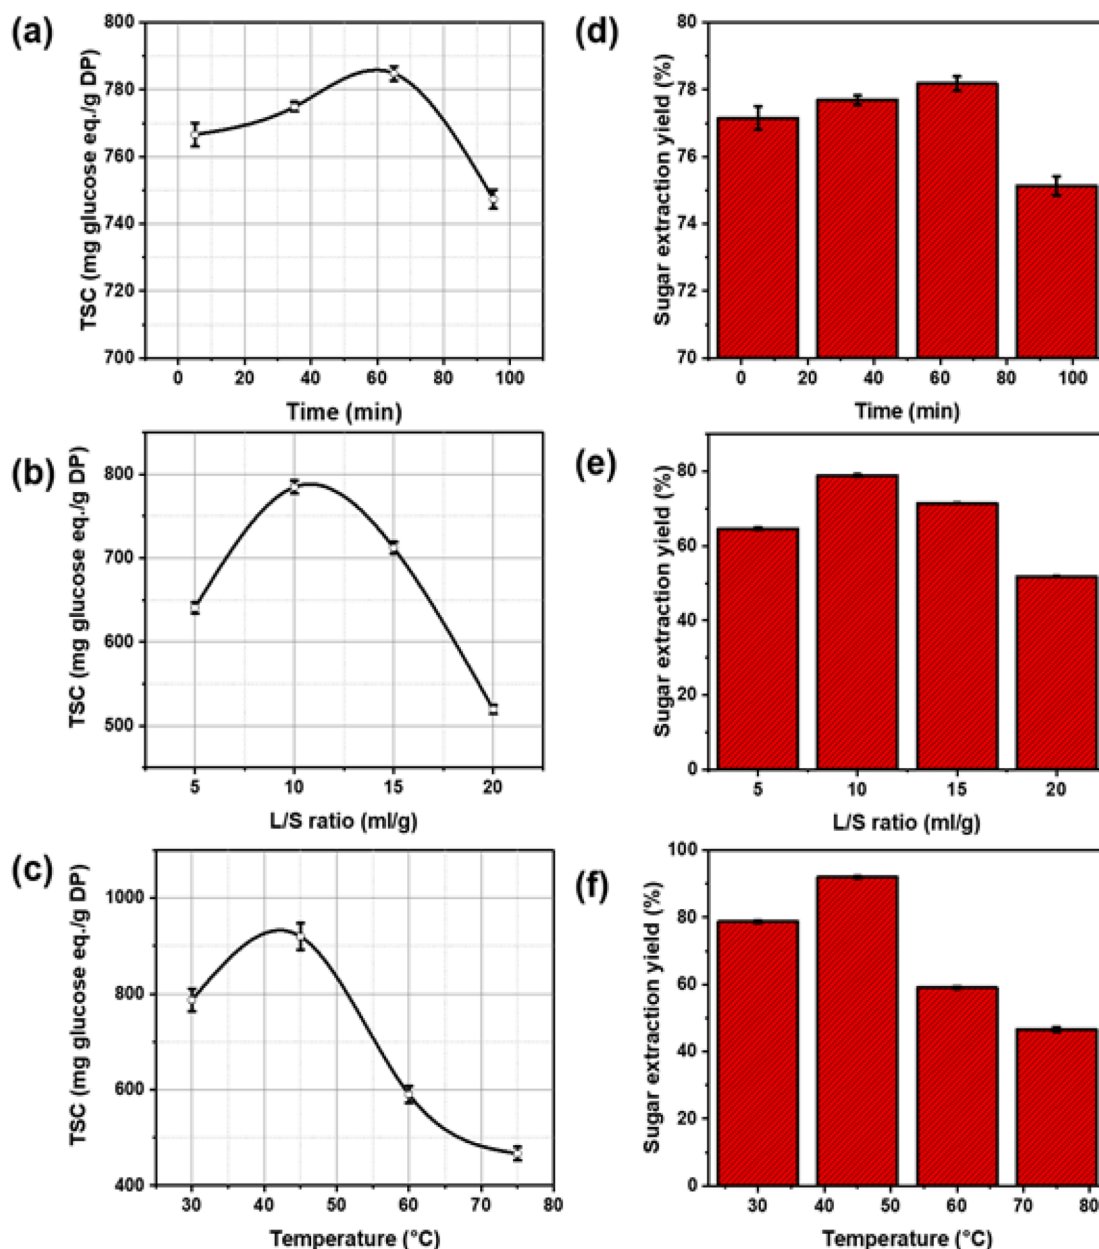 (a)
TSC (mg glucose eq./g DP)
800
780
760
740
720
700
0 20 40 60 80 100
Time (min)
(d)
Sugar extraction yield (%)
80
78
76
74
72
70
0 20 40 60 80 100
Time (min)
(b)
TSC (mg glucose eq./g DP)
800
700
600
500
5 10 15 20
L/S ratio (ml/g)
(e)
Sugar extraction yield (%)
80
60
40
20
0
5 10 15 20
L/S ratio (ml/g)
(c)
TSC (mg glucose eq./g DP)
1000
800
600
400
30 40 50 60 70 80
Temperature (°C)
(f)
Sugar extraction yield (%)
100
80
60
40
20
0
30 40 50 60 70 80
Temperature (°C)